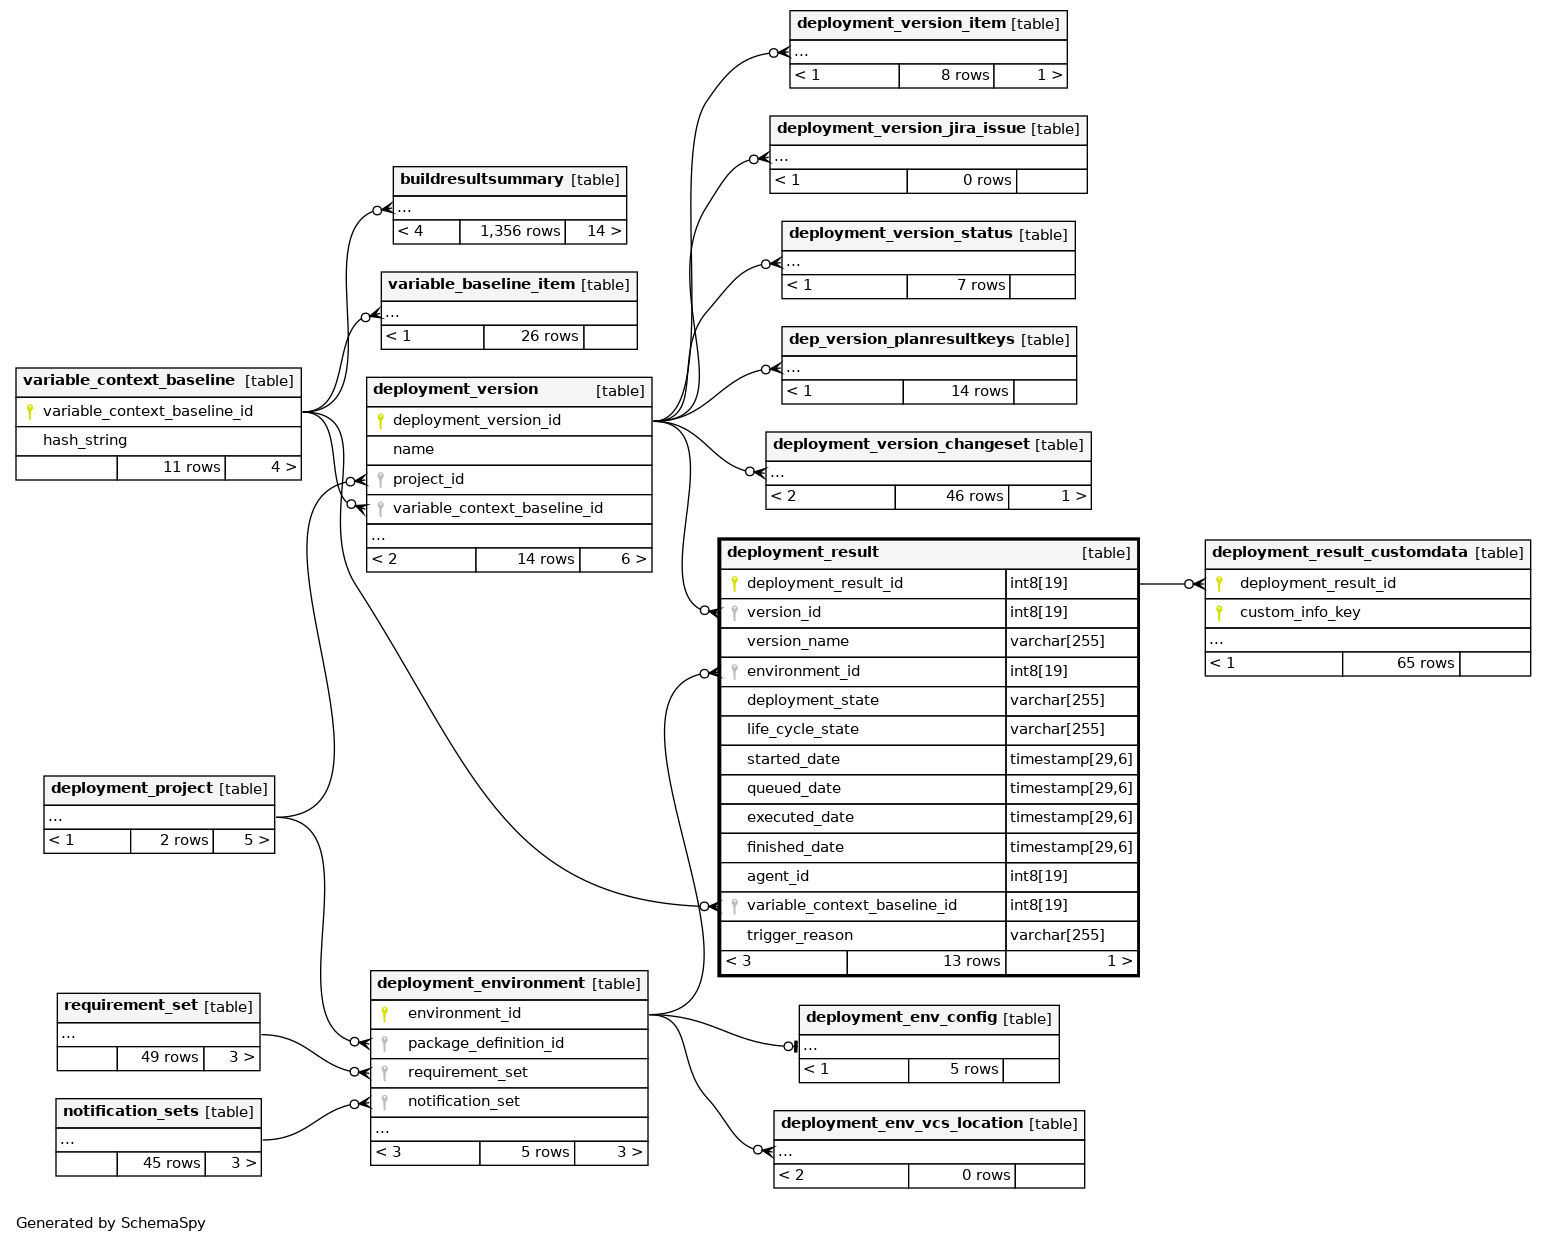 deployment_version_item [table]
...
< 1 8 rows 1 >
deployment_version_jira_issue [table]
...
< 1 0 rows
buildresultsummary [table]
...
< 4 1,356 rows 14 >
deployment_version_status [table]
...
< 1 7 rows
variable_baseline_item [table]
...
< 1 26 rows
dep_version_planresultkeys [table]
...
< 1 14 rows
variable_context_baseline [table]
variable_context_baseline_id
hash_string
11 rows 4 >
deployment_version [table]
deployment_version_id
name
project_id
variable_context_baseline_id
...
< 2 14 rows 6 >
deployment_version_changeset [table]
...
< 2 46 rows 1 >
deployment_result [table]
deployment_result_id int8[19]
version_id int8[19]
version_name varchar[255]
environment_id int8[19]
deployment_state varchar[255]
life_cycle_state varchar[255]
started_date timestamp[29,6]
queued_date timestamp[29,6]
executed_date timestamp[29,6]
finished_date timestamp[29,6]
agent_id int8[19]
variable_context_baseline_id int8[19]
trigger_reason varchar[255]
< 3 13 rows 1 >
deployment_result_customdata [table]
deployment_result_id
custom_info_key
...
< 1 65 rows
deployment_project [table]
...
< 1 2 rows 5 >
requirement_set [table]
...
49 rows 3 >
notification_sets [table]
...
45 rows 3 >
deployment_environment [table]
environment_id
package_definition_id
requirement_set
notification_set
...
< 3 5 rows 3 >
deployment_env_config [table]
...
< 1 5 rows
deployment_env_vcs_location [table]
...
< 2 0 rows
Generated by SchemaSpy